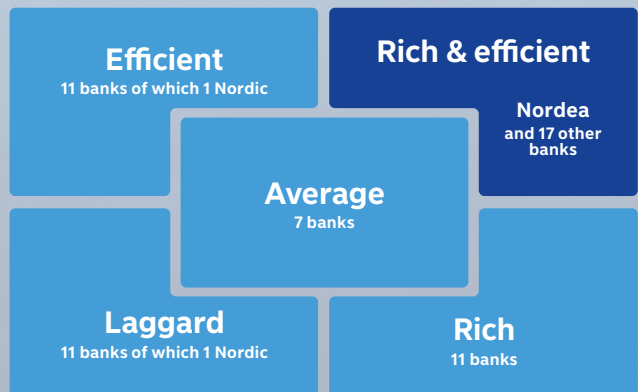 Efficient
11 banks of which 1 Nordic
Rich & efficient
Nordea
and 17 other
banks
Average
7 banks
Laggard
11 banks of which 1 Nordic
Rich
11 banks